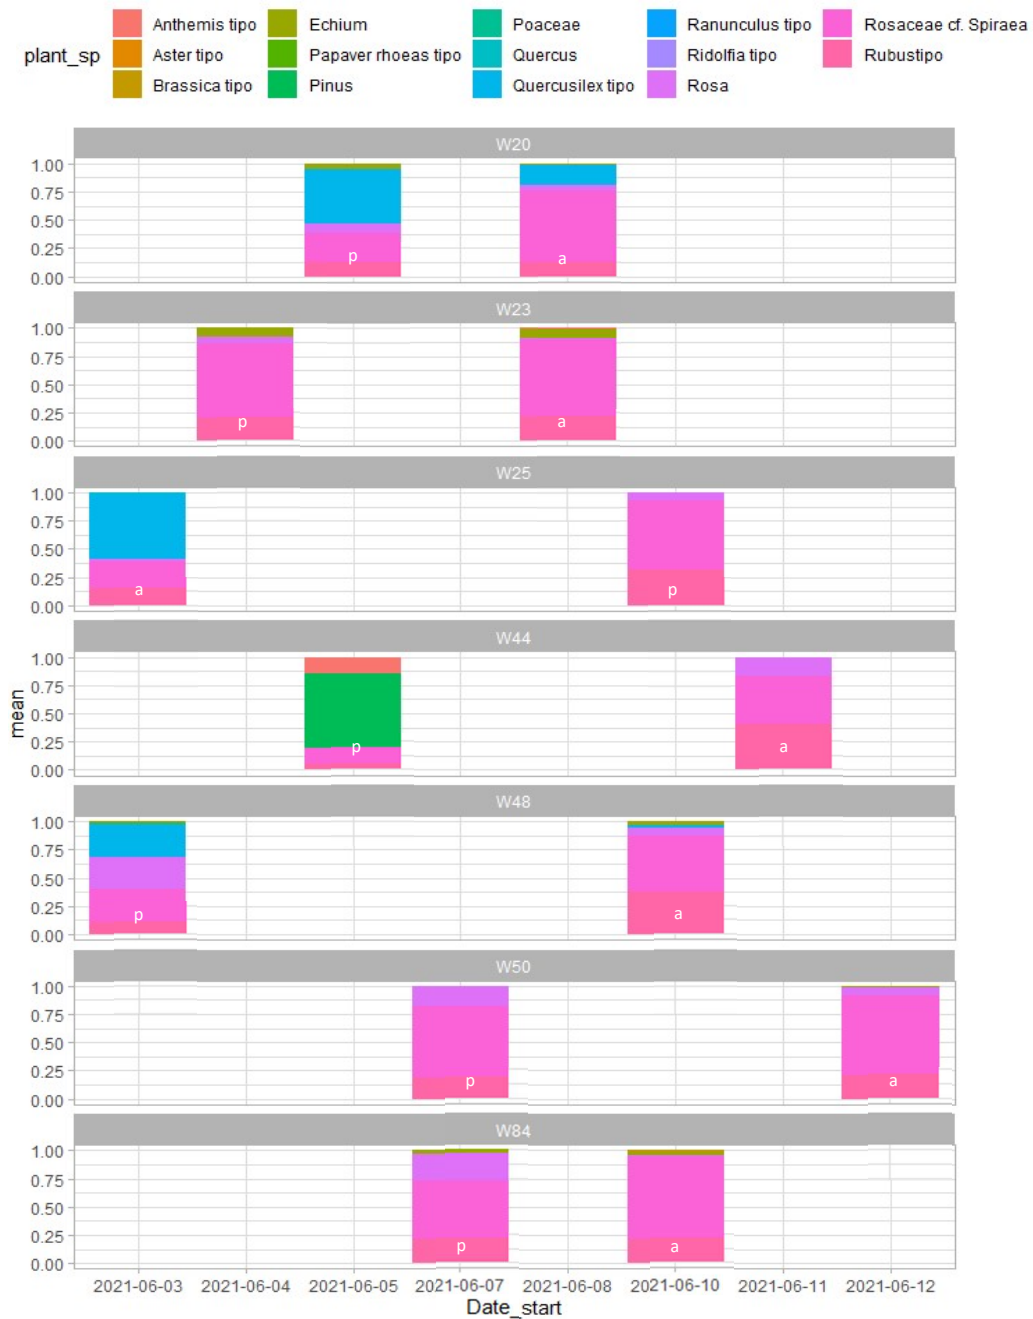 plant_sp
Anthemis tipo
Aster tipo
Brassica tipo
Echium
Papaver rhoeas tipo
Pinus
Poaceae
Quercus
Quercusilex tipo
Ranunculus tipo
Ridolfia tipo
Rosa
Rosaceae cf. Spiraea
Rubustipo
W20
1.00
0.75
0.50
0.25
0.00
p
a
W23
1.00
0.75
0.50
0.25
0.00
p
a
W25
1.00
0.75
0.50
0.25
0.00
a
p
W44
1.00
0.75
0.50
0.25
0.00
p
a
mean
W48
1.00
0.75
0.50
0.25
0.00
p
a
W50
1.00
0.75
0.50
0.25
0.00
p
a
W84
1.00
0.75
0.50
0.25
0.00
p
a
2021-06-03 2021-06-04 2021-06-05 2021-06-07 2021-06-08 2021-06-10 2021-06-11 2021-06-12
Date_start